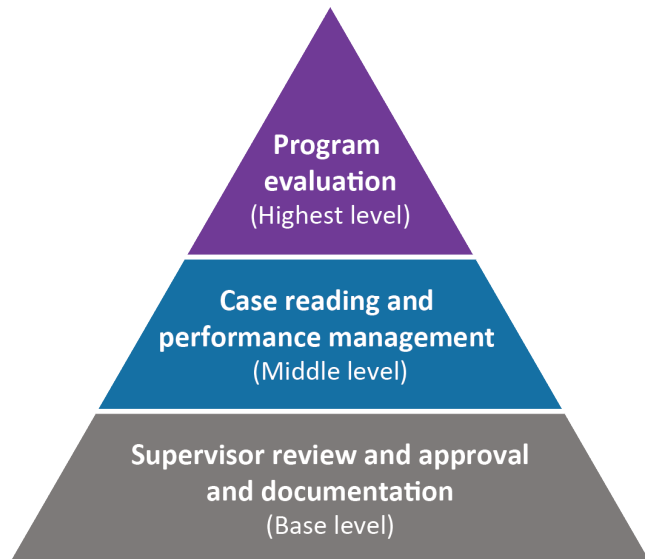 Program
evaluation
(Highest level)
Case reading and
performance management
(Middle level)
Supervisor review and approval
and documentation
(Base level)